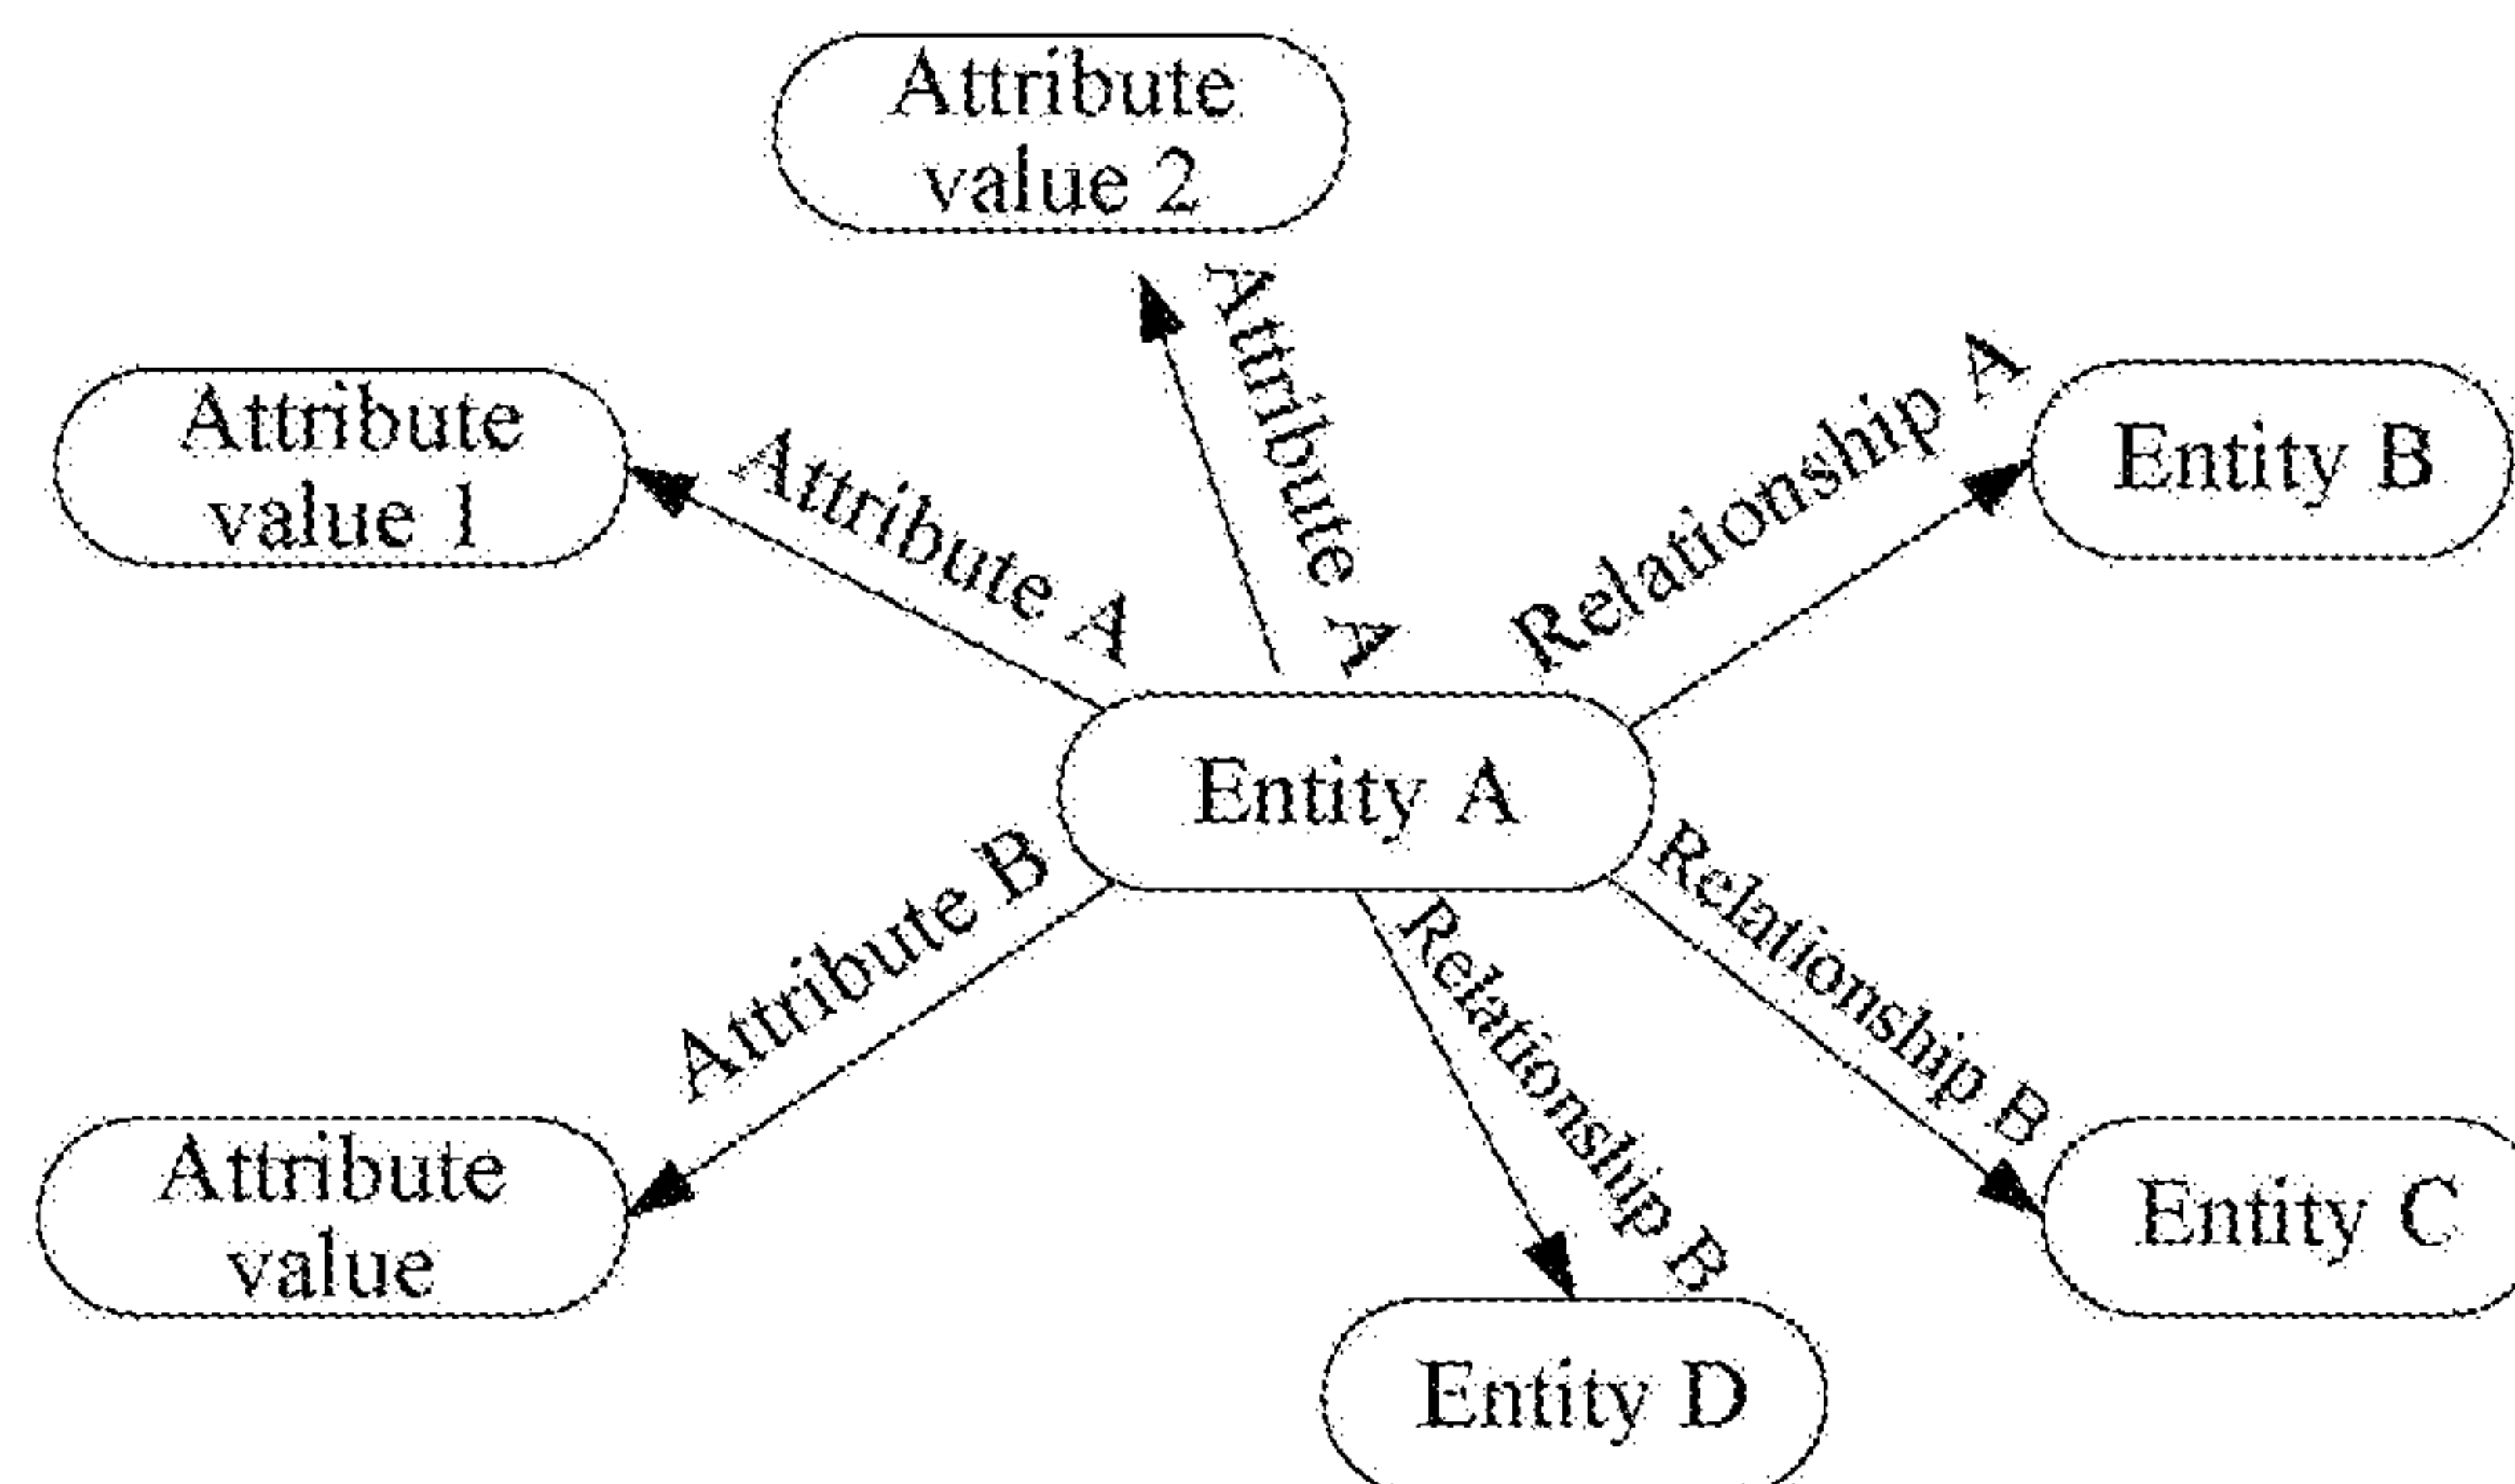 Attribute
value 2
Attribute A
Relationship A
Attribute
value 1
Attribute A
Entity B
Entity A
Attribute B
Relationship B
Relationship B
Attribute
value
Entity C
Entity D